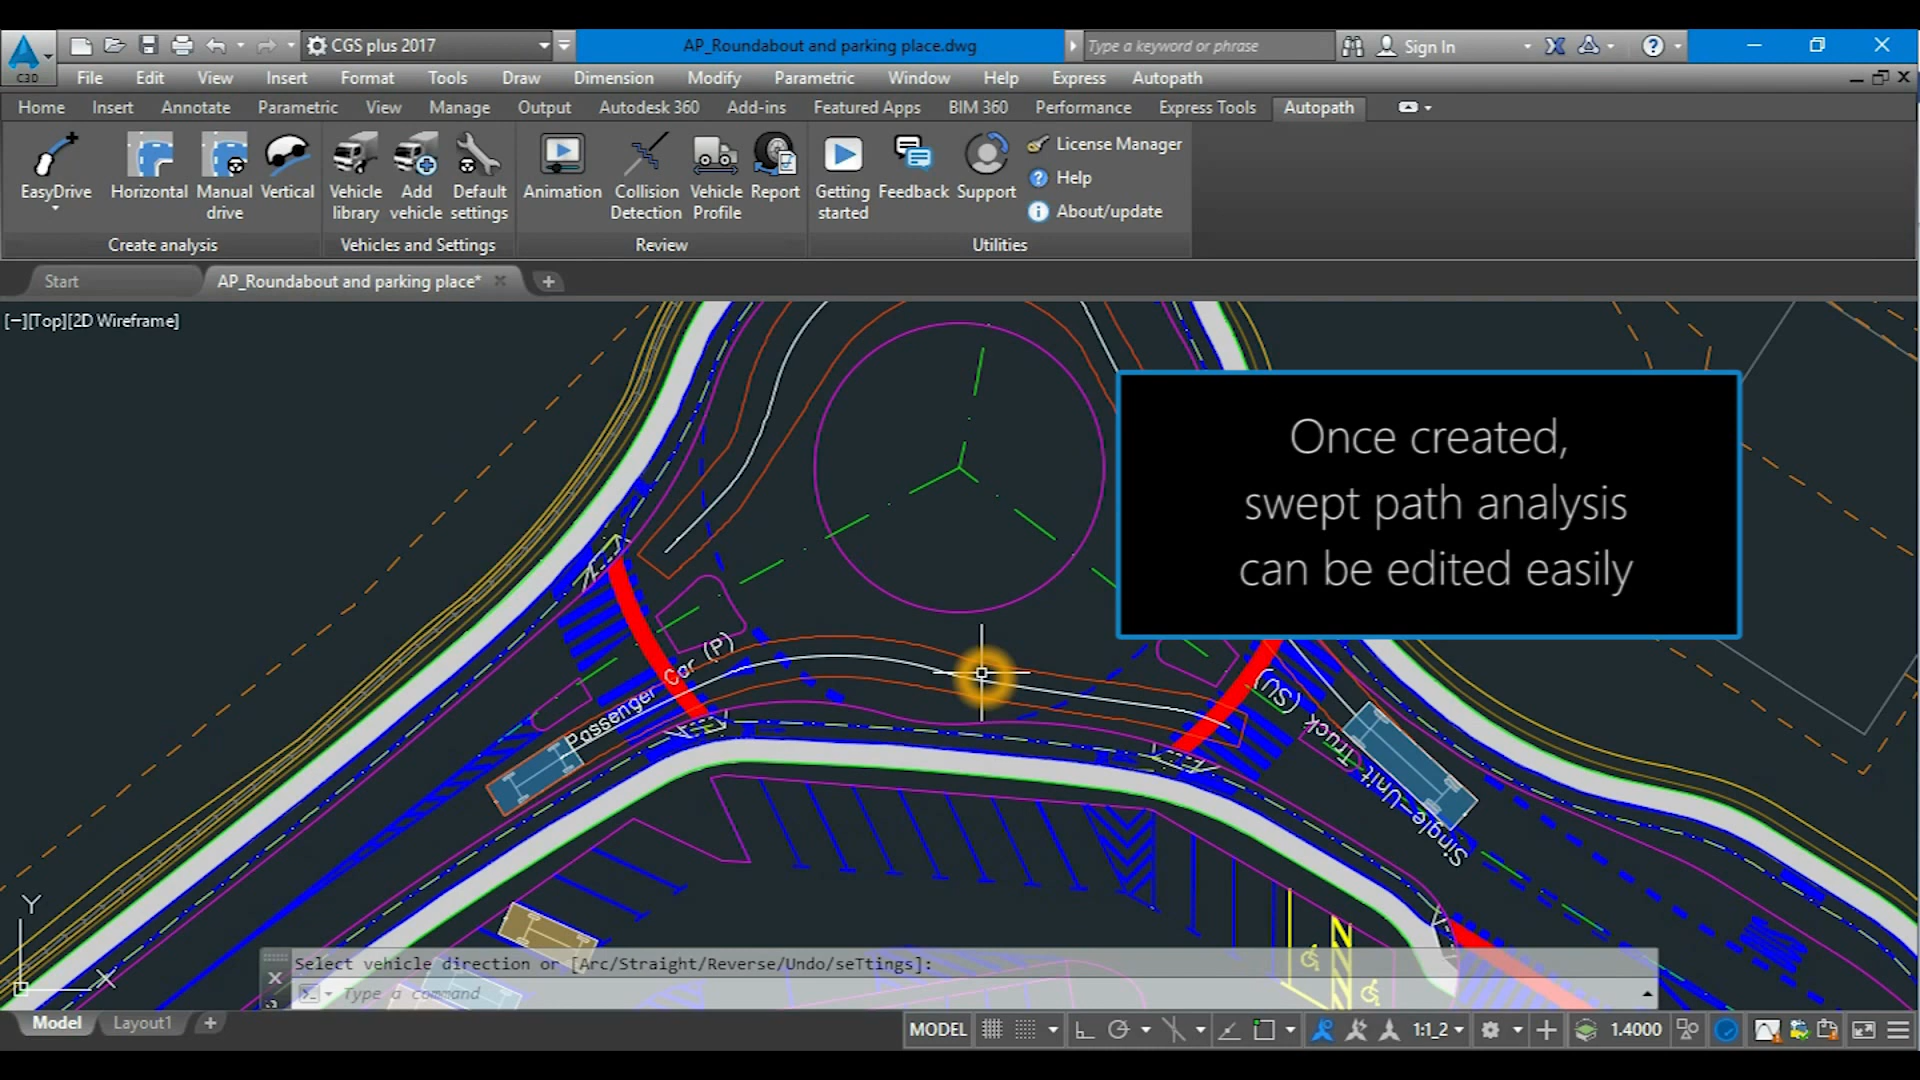 C3D
CGS plus 2017
AP_Roundabout and parking place.dwg
Type a keyword or phrase
Sign In
File Edit View Insert Format Tools Draw Dimension Modify Parametric Window Help Express Autopath
Home Insert Annotate Parametric View Manage Output Autodesk 360 Add-ins Featured Apps BIM 360 Performance Express Tools Autopath
EasyDrive
Horizontal
Manual
drive
Vertical
Create analysis
Vehicle
library
Add
vehicle
Default
settings
Vehicles and Settings
Animation
Collision
Detection
Vehicle
Profile
Report
Review
Getting
started
Feedback
Support
License Manager
Help
About/update
Utilities
Start
AP_Roundabout and parking place*
[−][Top][2D Wireframe]
Once created,
swept path analysis
can be edited easily
Passenger Car (P)
Single-Unit Truck (SU)
Y
X
Select vehicle direction or [Arc/Straight/Reverse/Undo/seTtings]:
Type a command
Model Layout1
MODEL
1:1_2
1.4000